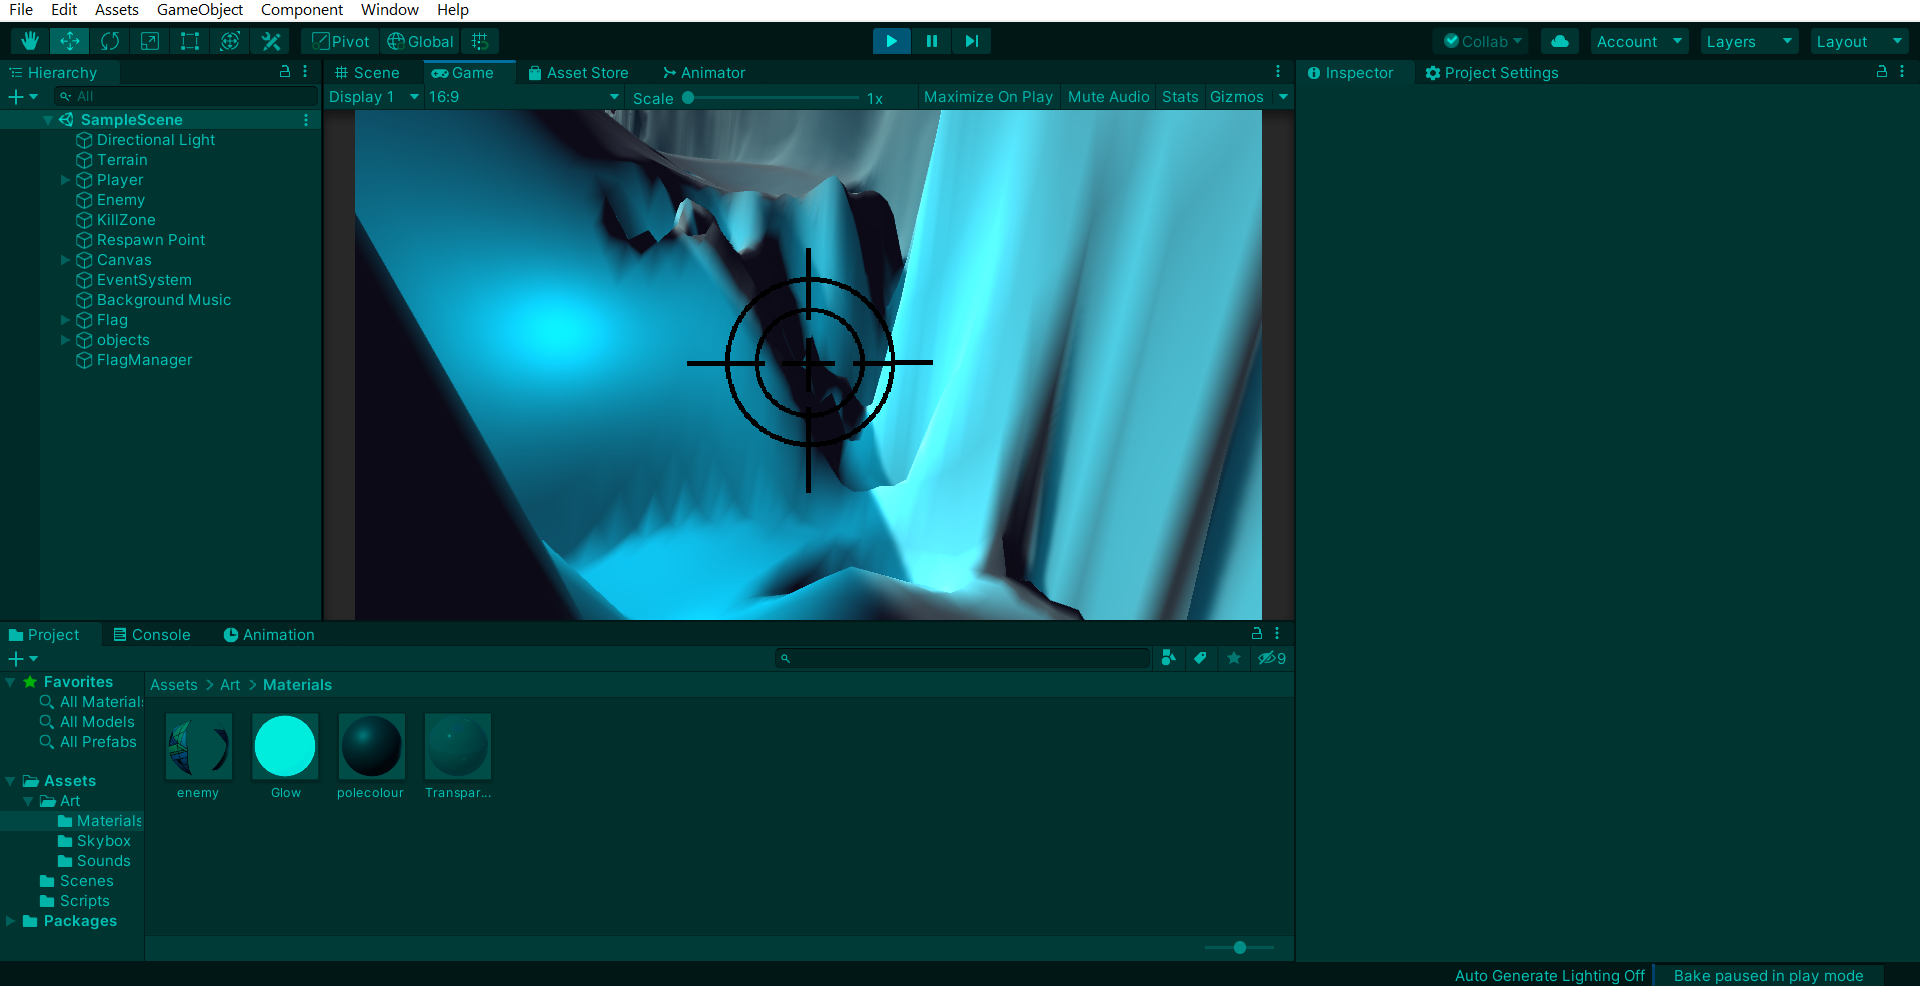 File Edit Assets GameObject Component Window Help
Pivot Global Collab Account Layers Layout
Hierarchy
All
SampleScene
Directional Light
Terrain
Player
Enemy
KillZone
Respawn Point
Canvas
EventSystem
Background Music
Flag
objects
FlagManager
Scene Game Asset Store Animator
Display 1 16:9 Scale 1x Maximize On Play Mute Audio Stats Gizmos
Inspector Project Settings
Project Console Animation
9
Favorites
All Materials
All Models
All Prefabs
Assets
Art
Materials
Skybox
Sounds
Scenes
Scripts
Packages
Assets > Art > Materials
enemy Glow polecolour Transpar...
Auto Generate Lighting Off Bake paused in play mode